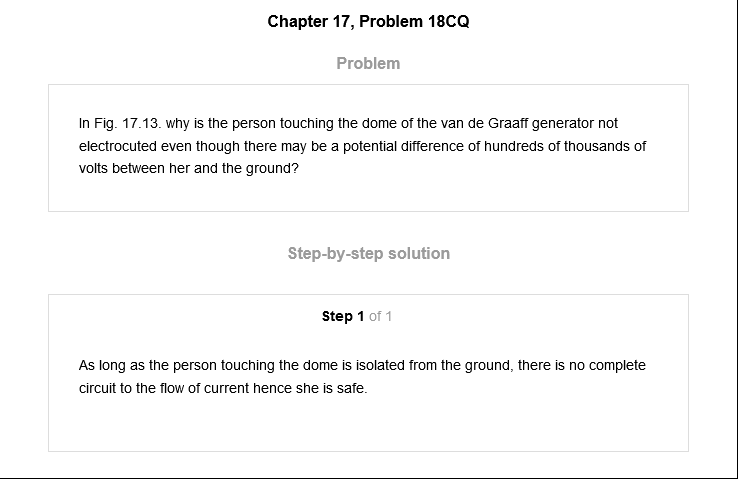 Chapter 17, Problem 18CQ
Problem
In Fig. 17.13. why is the person touching the dome of the van de Graaff generator not
electrocuted even though there may be a potential difference of hundreds of thousands of
volts between her and the ground?
Step-by-step solution
Step 1 of 1
As long as the person touching the dome is isolated from the ground, there is no complete
circuit to the flow of current hence she is safe.